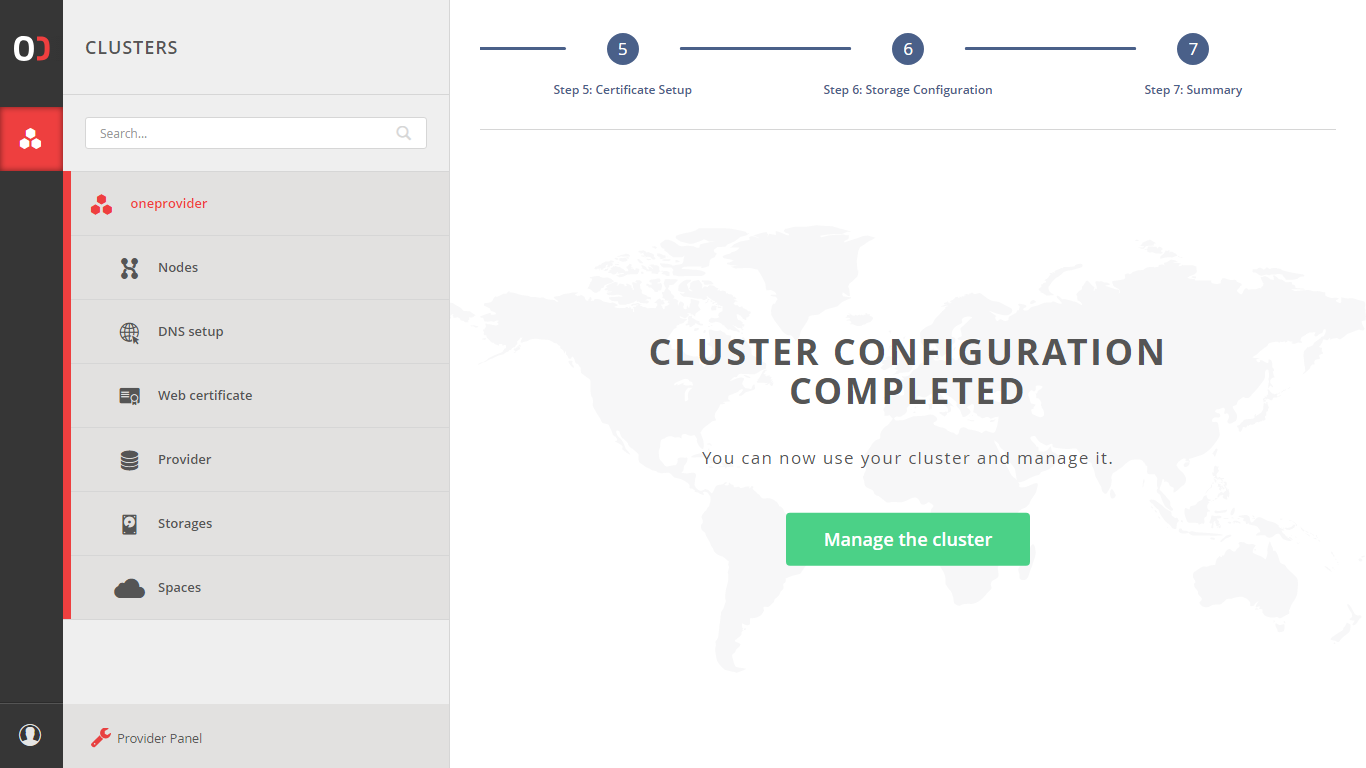 CLUSTERS
Search...
oneprovider
Nodes
DNS setup
Web certificate
Provider
Storages
Spaces
Provider Panel
5
6
7
Step 5: Certificate Setup
Step 6: Storage Configuration
Step 7: Summary
CLUSTER CONFIGURATION
COMPLETED
You can now use your cluster and manage it.
Manage the cluster